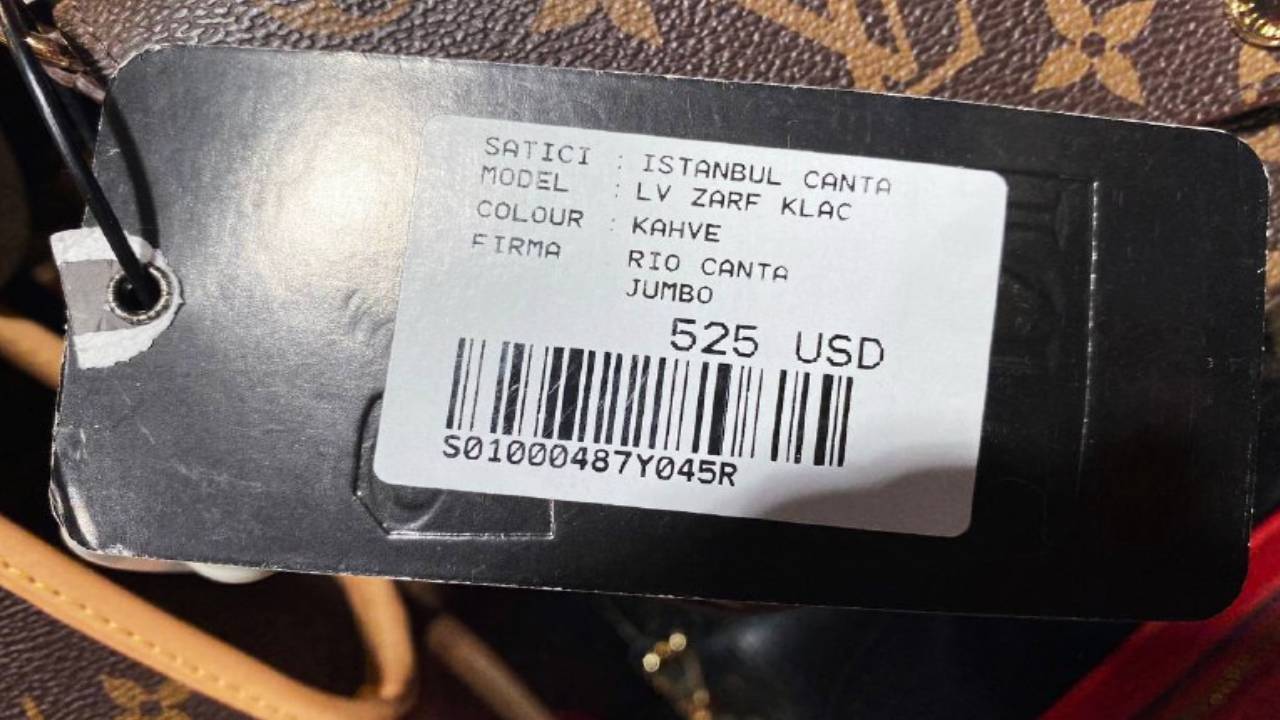 SATICI : ISTANBUL CANTA
MODEL : LV ZARF KLAC
COLOUR : KAHVE
FIRMA RIO CANTA
JUMBO
525 USD
S01000487Y045R